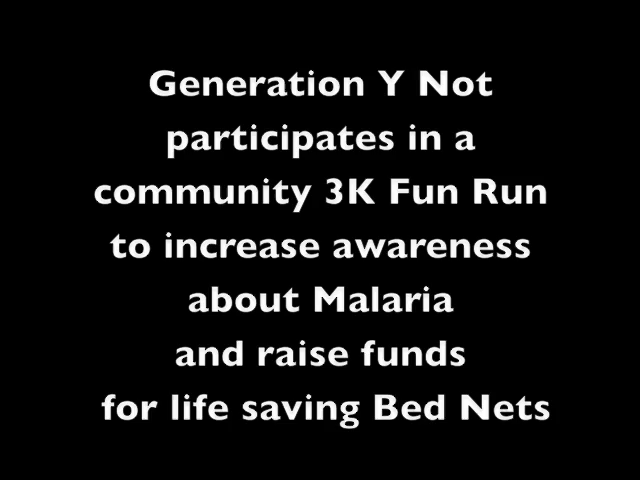 Generation Y Not
participates in a
community 3K Fun Run
to increase awareness
about Malaria
and raise funds
for life saving Bed Nets